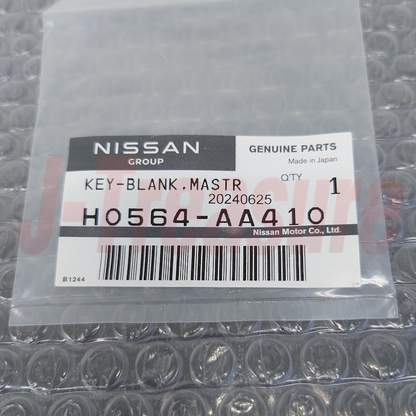 NISSAN
GROUP
GENUINE PARTS
Made in Japan
KEY-BLANK,MASTR
Q'TY
1
20240625
H0564-AA410
Nissan Motor Co., Ltd.
B1244
J-Treasure